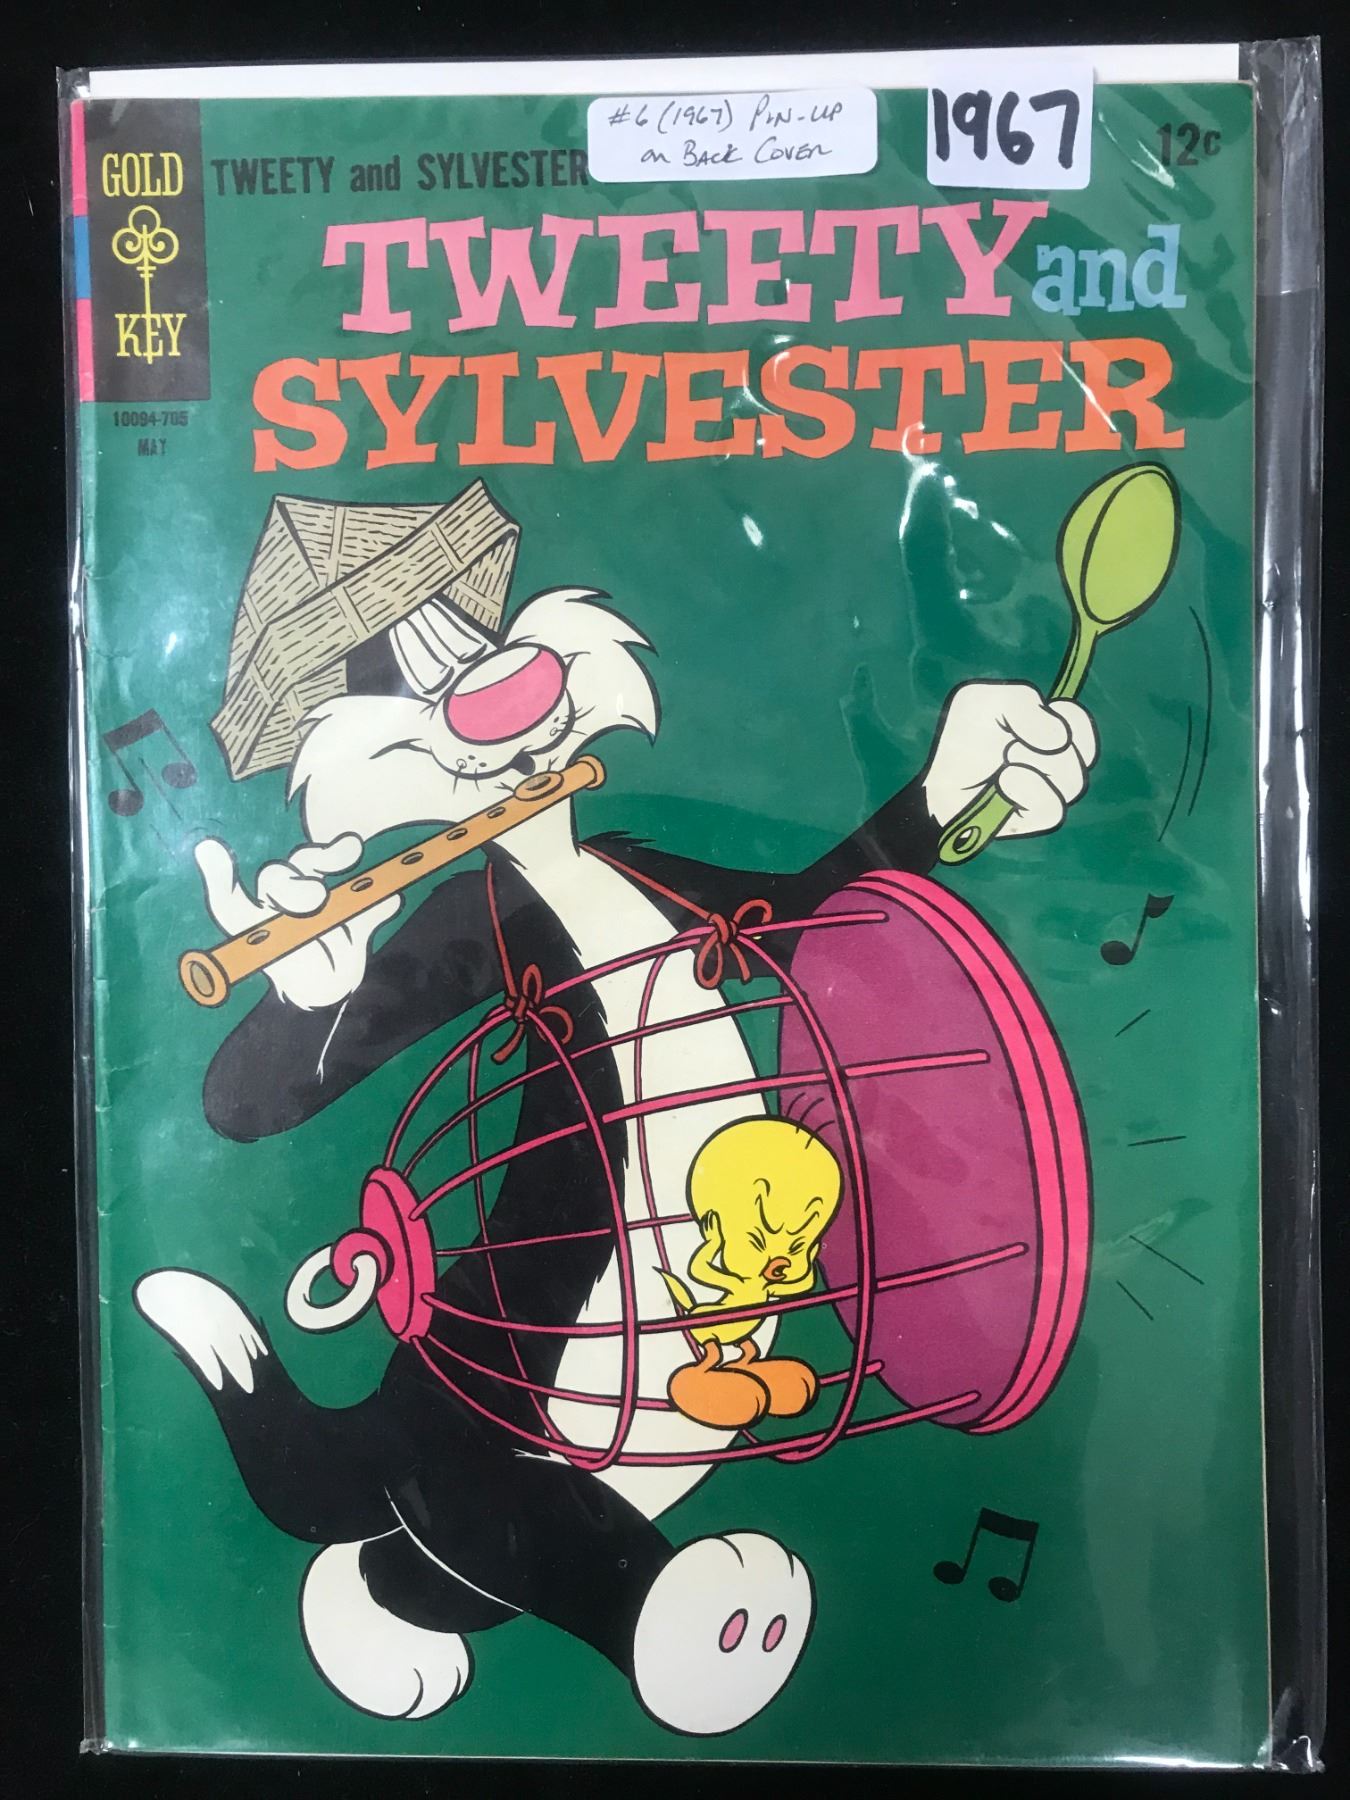 #6 (1967) PIN-UP
on BACK COVER
1967
12¢
GOLD
KEY
TWEETY and SYLVESTER
TWEETY and
SYLVESTER
10094-705
MAY